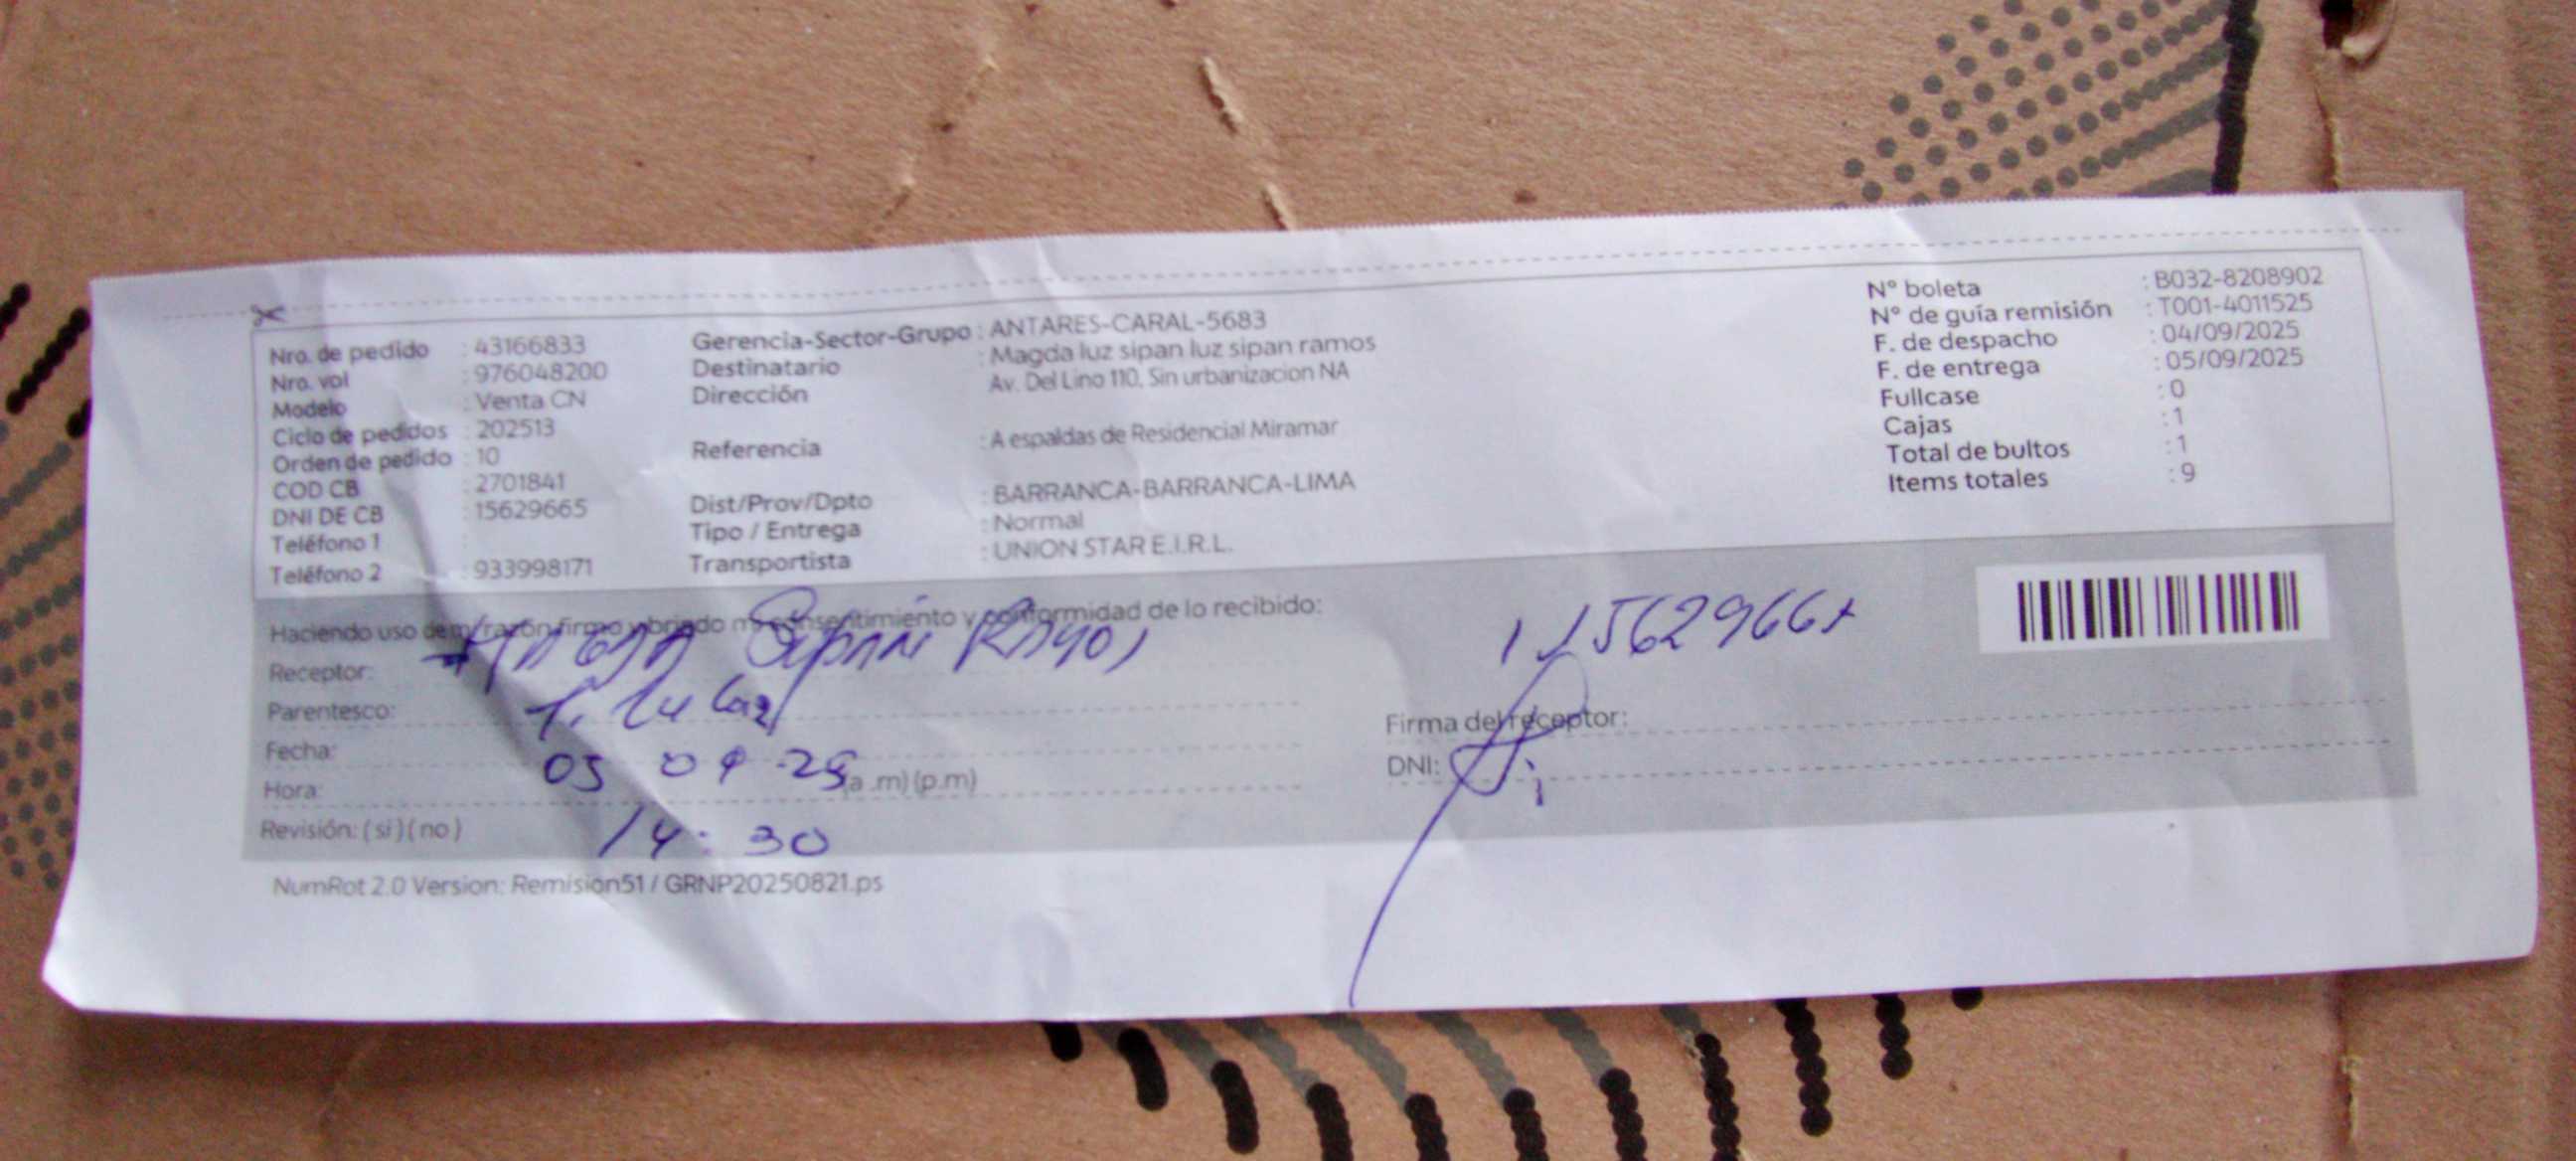 Nro. de pedido : 43166833
Nro. vol : 976048200
Modelo : Venta CN
Ciclo de pedidos : 202513
Orden de pedido : 10
COD CB : 2701841
DNI DE CB : 15629665
Teléfono 1 :
Teléfono 2 : 933998171
Gerencia-Sector-Grupo : ANTARES-CARAL-5683
Destinatario : Magda luz sipan luz sipan ramos
Dirección Av. Del Lino 110, Sin urbanizacion NA
Referencia : A espaldas de Residencial Miramar
Dist/Prov/Dpto : BARRANCA-BARRANCA-LIMA
Tipo / Entrega : Normal
Transportista : UNION STAR E.I.R.L.
N° boleta : B032-8208902
N° de guía remisión : T001-4011525
F. de despacho : 04/09/2025
F. de entrega : 05/09/2025
Fullcase : 0
Cajas : 1
Total de bultos : 1
Items totales : 9
Haciendo uso de mi razón firmo y brindo mi consentimiento y conformidad de lo recibido:
Receptor:
Parentesco:
Fecha: 05 09 25
Hora: (a.m) (p.m)
Revisión: ( si ) ( no ) 14:30
Firma del receptor:
DNI:
NumRot 2.0 Version: Remision51 / GRNP20250821.ps